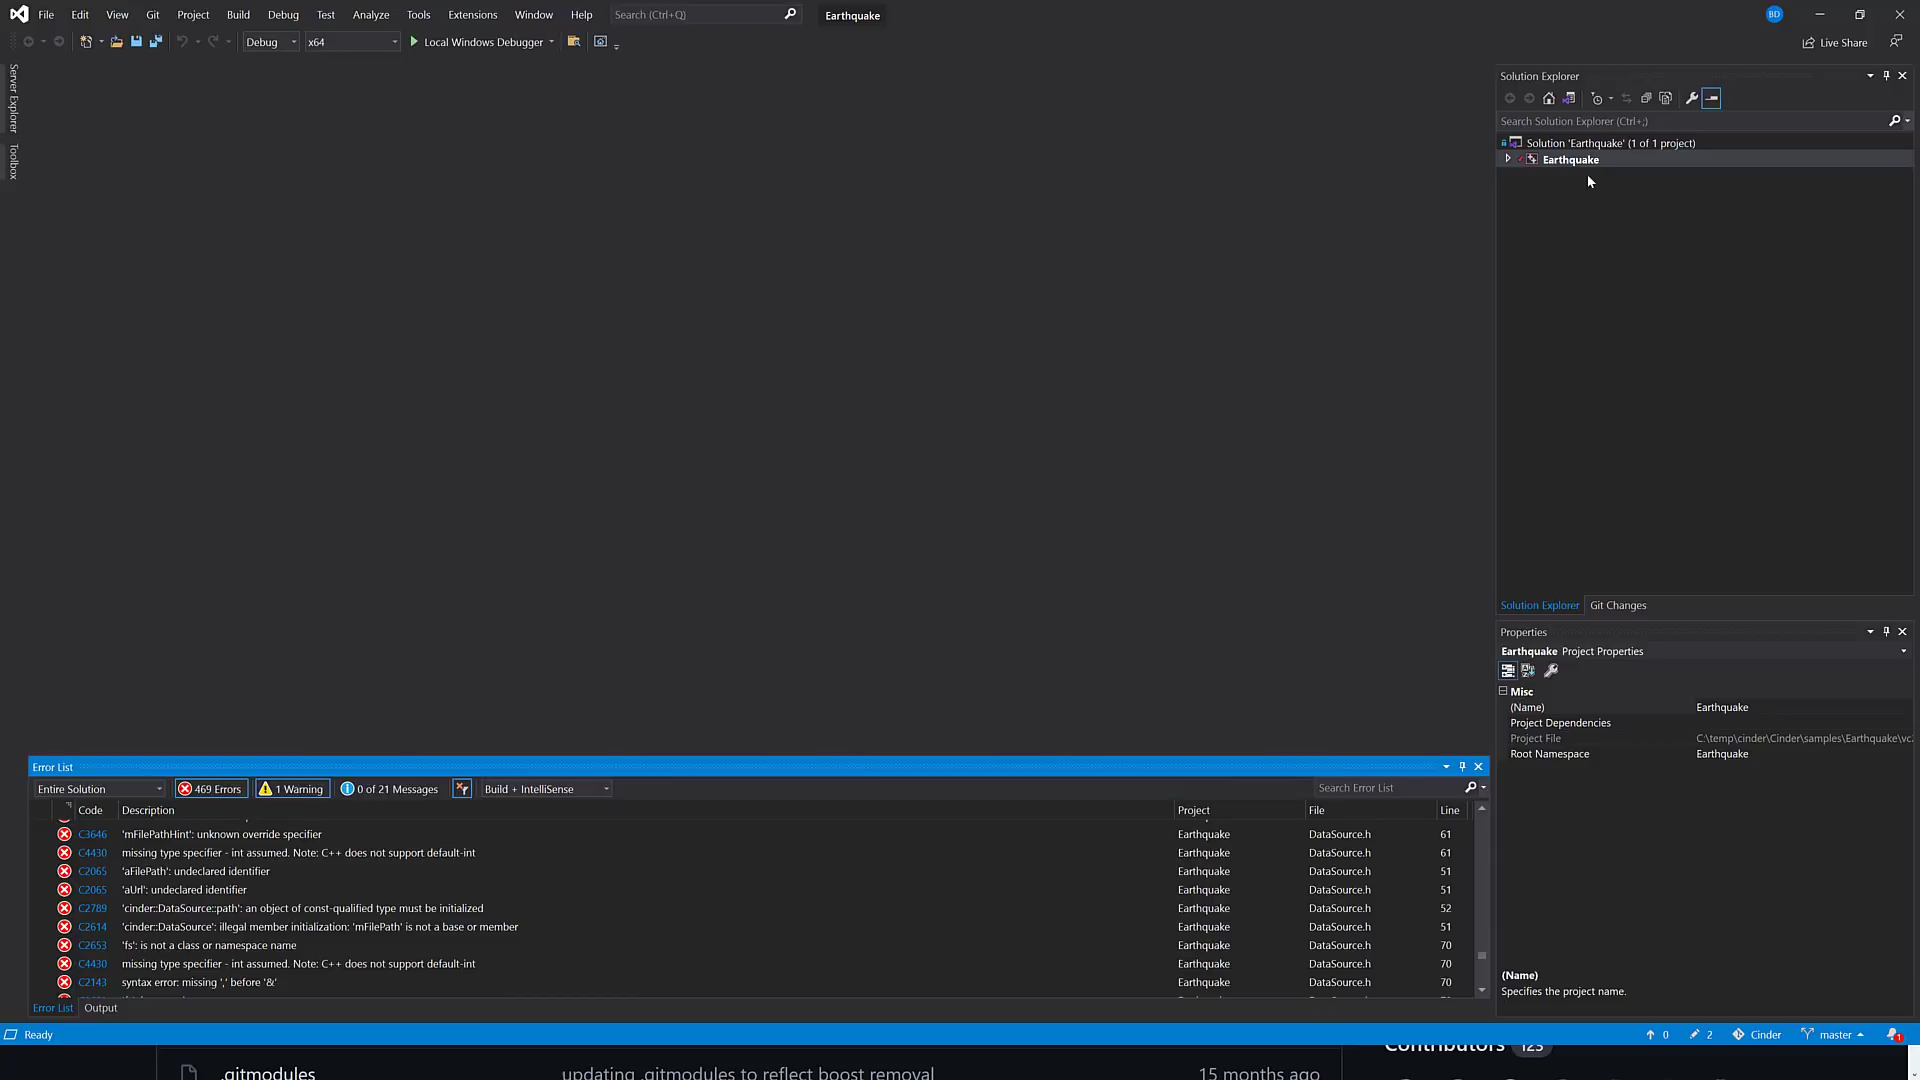 File Edit View Git Project Build Debug Test Analyze Tools Extensions Window Help Search (Ctrl+Q) Earthquake BD
Debug x64 Local Windows Debugger Live Share
Server Explorer
Toolbox
Solution Explorer
Search Solution Explorer (Ctrl+;)
Solution 'Earthquake' (1 of 1 project)
Earthquake
Solution Explorer Git Changes
Properties
Earthquake Project Properties
Misc
(Name) Earthquake
Project Dependencies
Project File C:\temp\cinder\Cinder\samples\Earthquake\vc
Root Namespace Earthquake
(Name)
Specifies the project name.
Error List
Entire Solution 469 Errors 1 Warning 0 of 21 Messages Build + IntelliSense Search Error List
Code Description Project File Line
C3646 'mFilePathHint': unknown override specifier Earthquake DataSource.h 61
C4430 missing type specifier - int assumed. Note: C++ does not support default-int Earthquake DataSource.h 61
C2065 'aFilePath': undeclared identifier Earthquake DataSource.h 51
C2065 'aUrl': undeclared identifier Earthquake DataSource.h 51
C2789 'cinder::DataSource::path': an object of const-qualified type must be initialized Earthquake DataSource.h 52
C2614 'cinder::DataSource': illegal member initialization: 'mFilePath' is not a base or member Earthquake DataSource.h 51
C2653 'fs': is not a class or namespace name Earthquake DataSource.h 70
C4430 missing type specifier - int assumed. Note: C++ does not support default-int Earthquake DataSource.h 70
C2143 syntax error: missing ',' before '&' Earthquake DataSource.h 70
Error List Output
Ready 0 2 Cinder master 1
Contributors 123
.gitmodules updating .gitmodules to reflect boost removal 15 months ago